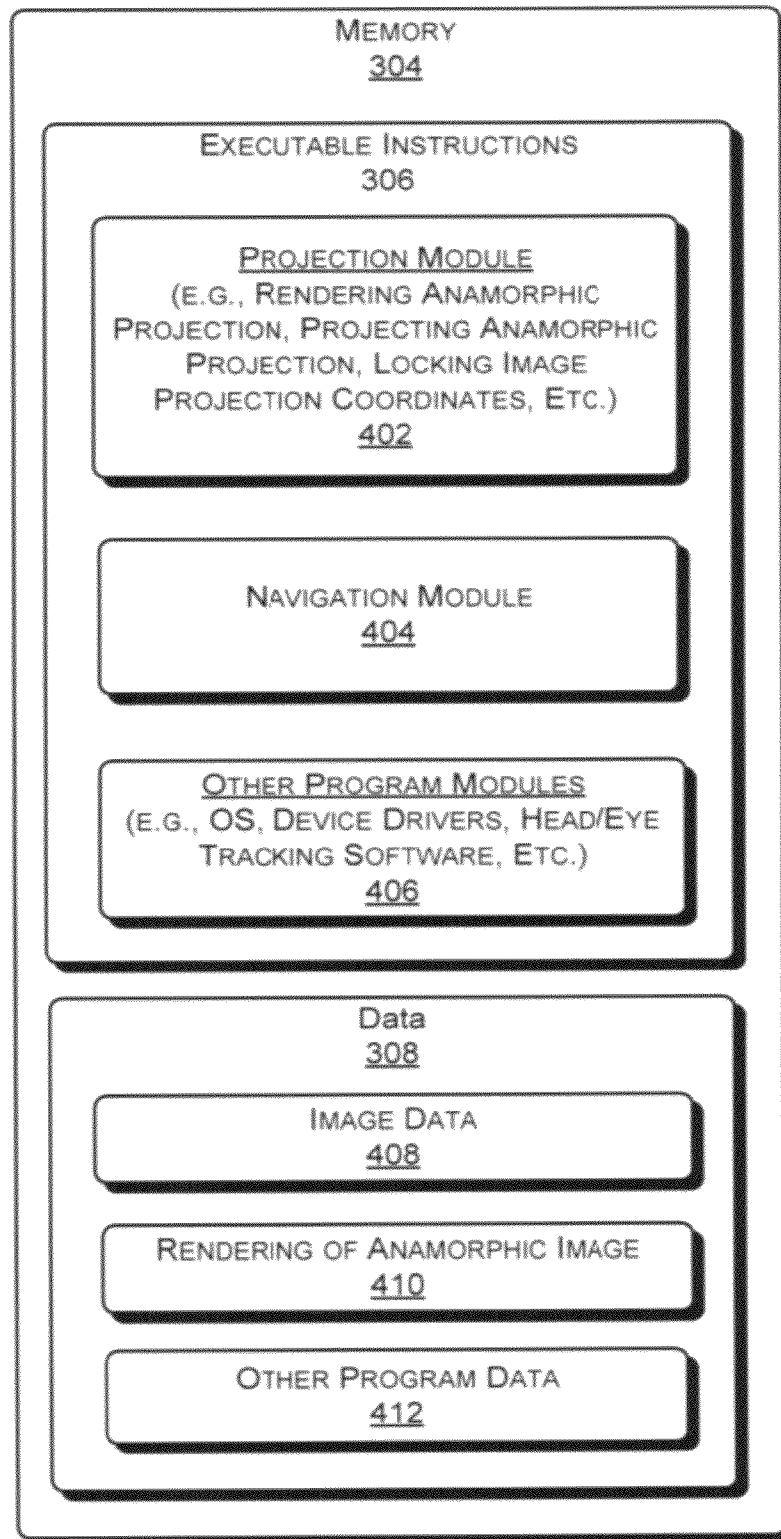 MEMORY
304
EXECUTABLE INSTRUCTIONS
306
PROJECTION MODULE
(E.G., RENDERING ANAMORPHIC
PROJECTION, PROJECTING ANAMORPHIC
PROJECTION, LOCKING IMAGE
PROJECTION COORDINATES, ETC.)
402
NAVIGATION MODULE
404
OTHER PROGRAM MODULES
(E.G., OS, DEVICE DRIVERS, HEAD/EYE
TRACKING SOFTWARE, ETC.)
406
Data
308
IMAGE DATA
408
RENDERING OF ANAMORPHIC IMAGE
410
OTHER PROGRAM DATA
412